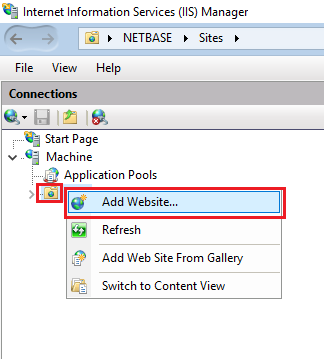 Internet Information Services (IIS) Manager
NETBASE Sites
File View Help
Connections
Start Page
Machine
Application Pools
Add Website...
Refresh
Add Web Site From Gallery
Switch to Content View